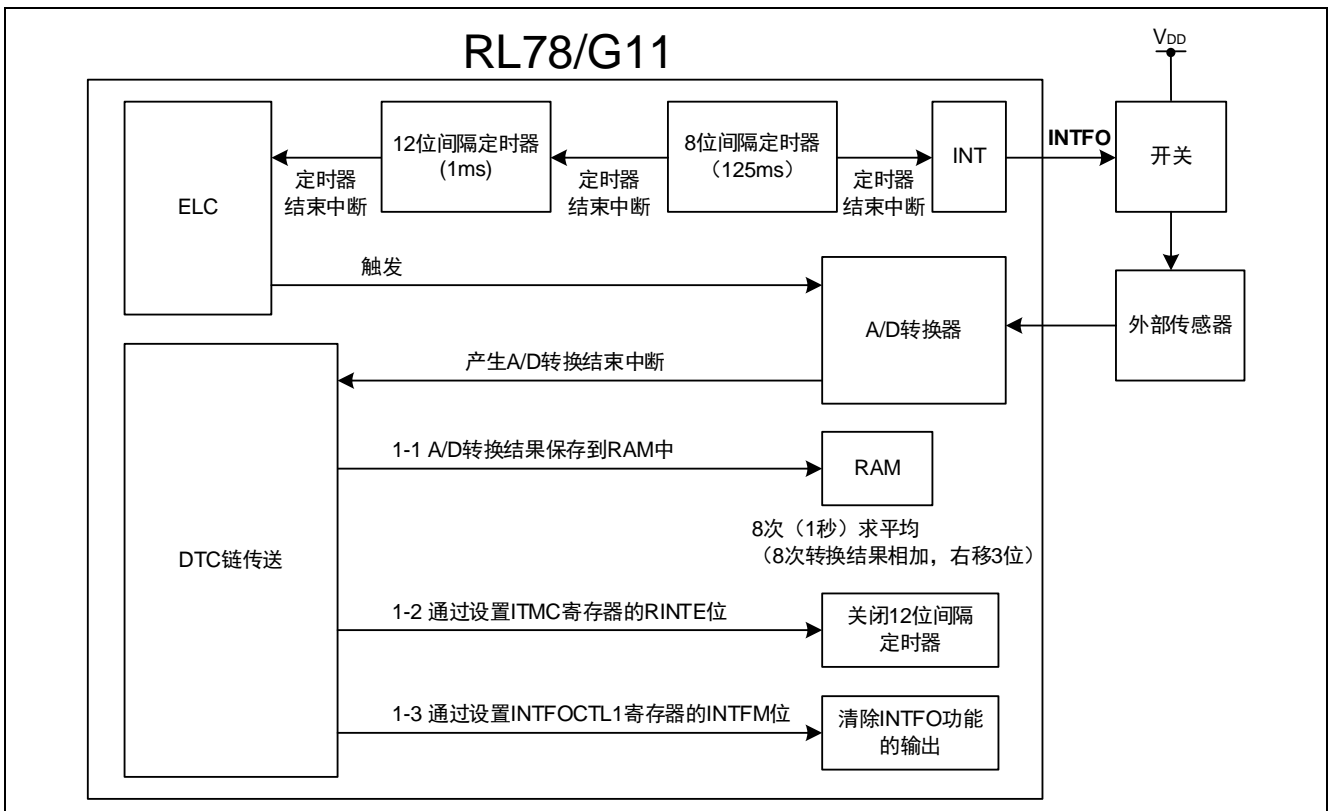 RL78/G11
VDD
ELC
定时器
结束中断
12位间隔定时器
(1ms)
定时器
结束中断
8位间隔定时器
（125ms）
定时器
结束中断
INT
INTFO
开关
触发
A/D转换器
外部传感器
产生A/D转换结束中断
DTC链传送
1-1 A/D转换结果保存到RAM中
RAM
8次（1秒）求平均
（8次转换结果相加，右移3位）
1-2 通过设置ITMC寄存器的RINTE位
关闭12位间隔
定时器
1-3 通过设置INTFOCTL1寄存器的INTFM位
清除INTFO功能
的输出